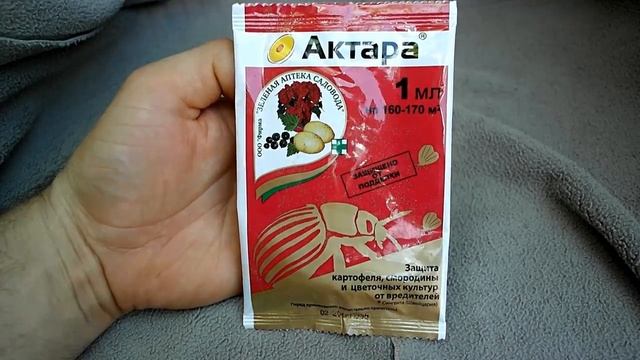 Актара®
ООО "Фирма "ЗЕЛЕНАЯ АПТЕКА САДОВОДА"
1 мл
на 160-170 м²
ЗАЩИЩЕНО
ОТ
ПОДДЕЛКИ
Защита
картофеля, смородины
и цветочных культур
от вредителей